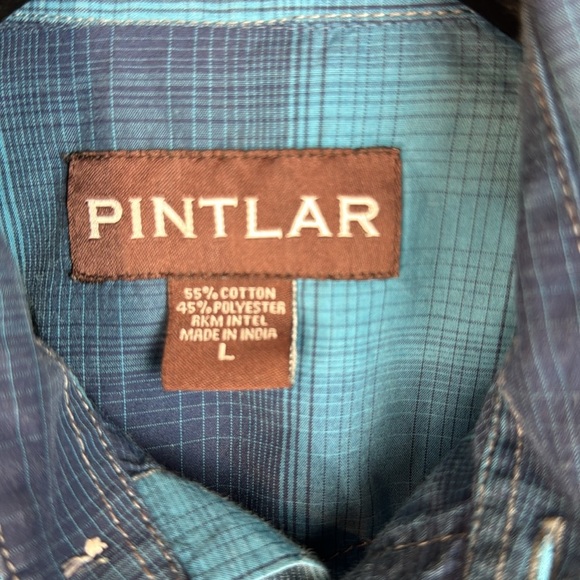 PINTLAR
55% COTTON
45% POLYESTER
RKM INTEL
MADE IN INDIA
L